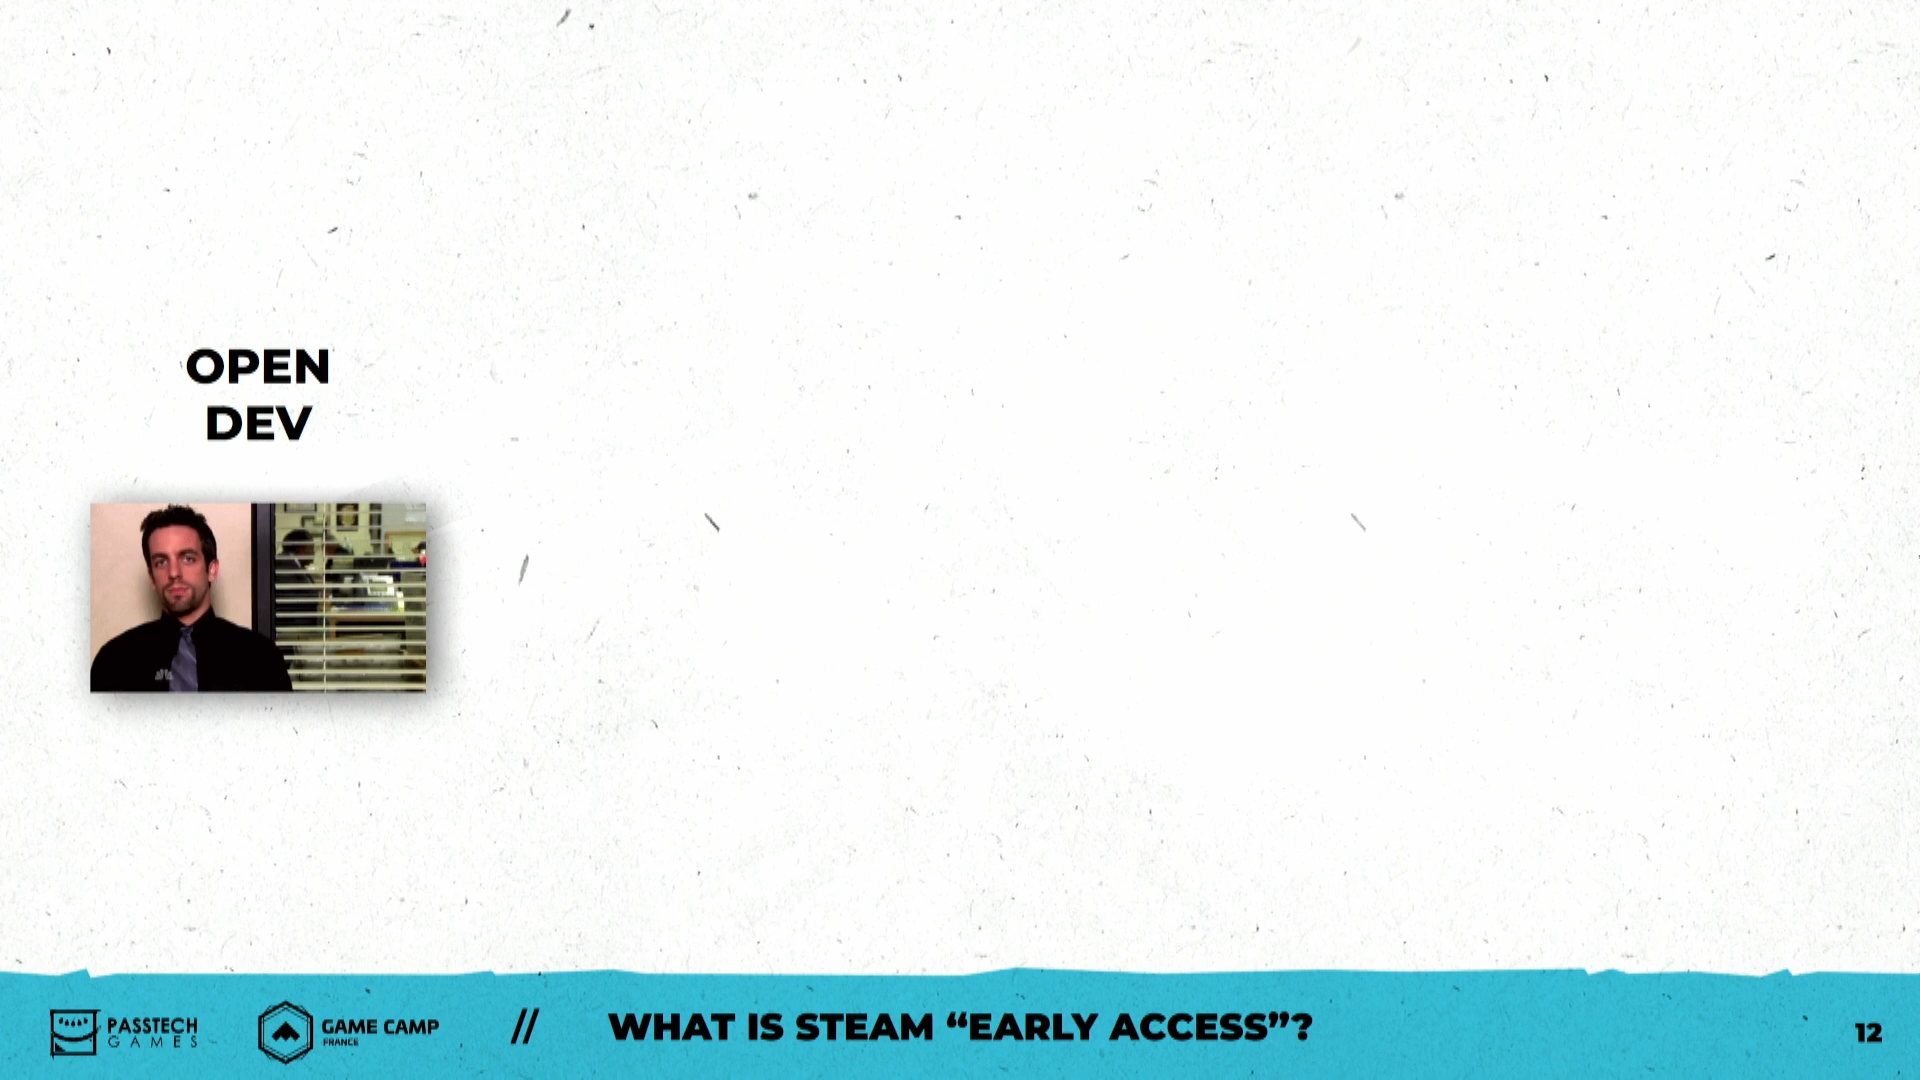 OPEN
DEV
PASSTECH
GAMES
GAME CAMP
FRANCE
//
WHAT IS STEAM “EARLY ACCESS”?
12